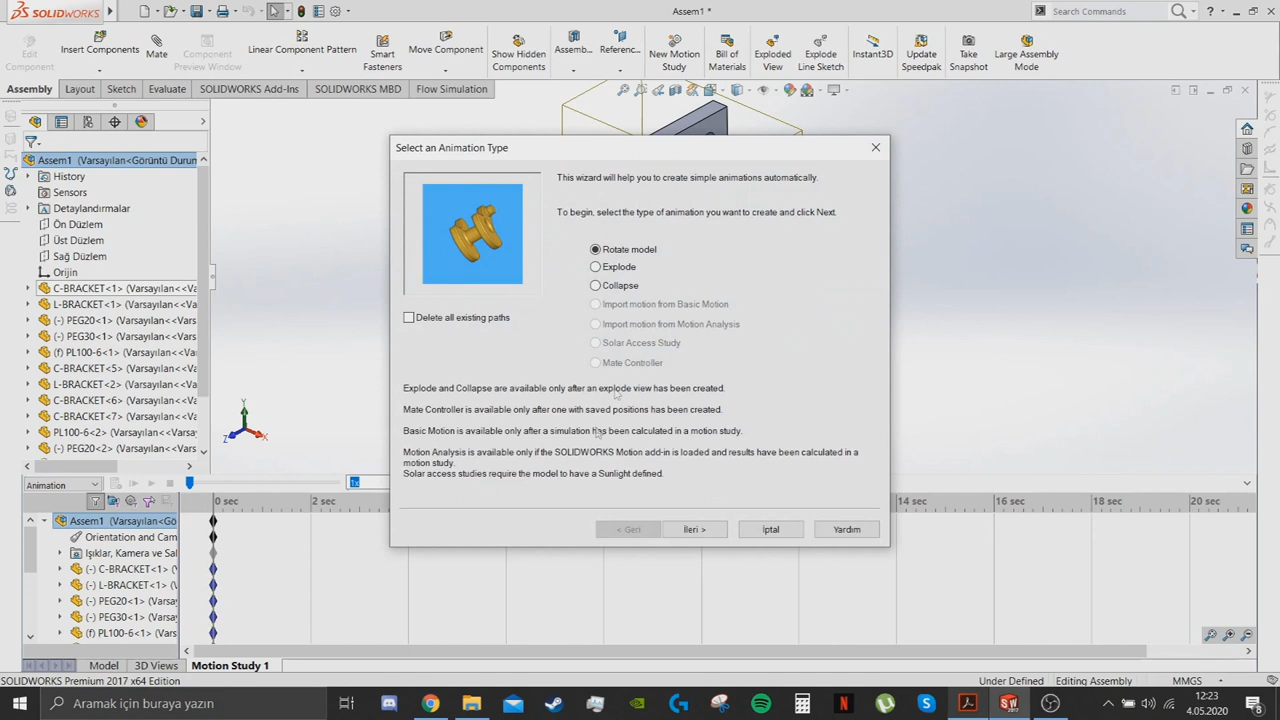 SOLIDWORKS
Assem1 *
Search Commands
Edit Component
Insert Components
Mate
Component Preview Window
Linear Component Pattern
Smart Fasteners
Move Component
Show Hidden Components
Assemb...
Referenc...
New Motion Study
Bill of Materials
Exploded View
Explode Line Sketch
Instant3D
Update Speedpak
Take Snapshot
Large Assembly Mode
Assembly
Layout
Sketch
Evaluate
SOLIDWORKS Add-Ins
SOLIDWORKS MBD
Flow Simulation
Assem1 (Varsayılan<Görüntü Durun
History
Sensors
Detaylandırmalar
Ön Düzlem
Üst Düzlem
Sağ Düzlem
Orijin
C-BRACKET<1> (Varsayılan<<Va
L-BRACKET<1> (Varsayılan<<Va
(-) PEG20<1> (Varsayılan<<Vars
(-) PEG30<1> (Varsayılan<<Vars
(f) PL100-6<1> (Varsayılan<<Va
C-BRACKET<5> (Varsayılan<<Va
L-BRACKET<2> (Varsayılan<<Va
C-BRACKET<6> (Varsayılan<<Va
C-BRACKET<7> (Varsayılan<<Va
PL100-6<2> (Varsayılan<<Varsa
(-) PEG20<2> (Varsayılan<<Vars
Y
Z
X
Select an Animation Type
This wizard will help you to create simple animations automatically.
To begin, select the type of animation you want to create and click Next.
Rotate model
Explode
Collapse
Import motion from Basic Motion
Import motion from Motion Analysis
Solar Access Study
Mate Controller
Delete all existing paths
Explode and Collapse are available only after an explode view has been created.
Mate Controller is available only after one with saved positions has been created.
Basic Motion is available only after a simulation has been calculated in a motion study.
Motion Analysis is available only if the SOLIDWORKS Motion add-in is loaded and results have been calculated in a
motion study.
Solar access studies require the model to have a Sunlight defined.
< Geri
İleri >
İptal
Yardım
Animation
1x
0 sec
2 sec
14 sec
16 sec
18 sec
20 sec
Assem1 (Varsayılan<Gö
Orientation and Cam
Işıklar, Kamera ve Sal
(-) C-BRACKET<1> (V
(-) L-BRACKET<1> (V
(-) PEG20<1> (Varsay
(-) PEG30<1> (Varsay
(f) PL100-6<1> (Vars
Model
3D Views
Motion Study 1
SOLIDWORKS Premium 2017 x64 Edition
Under Defined
Editing Assembly
MMGS
Aramak için buraya yazın
12:23
4.05.2020
8